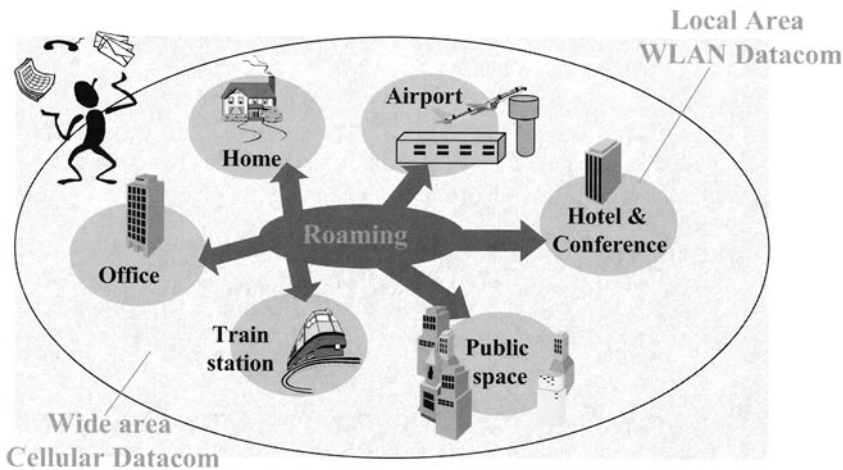 Local Area
WLAN Datacom
Airport
Home
Hotel &
Conference
Roaming
Office
Train
station
Public
space
Wide area
Cellular Datacom